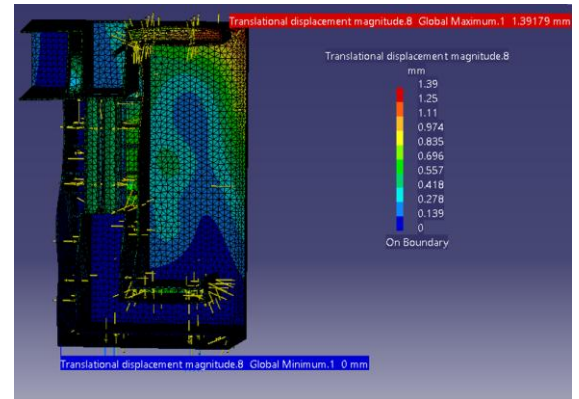 Translational displacement magnitude.8 Global Maximum.1 1.39179 mm
Translational displacement magnitude.8
mm
1.39
1.25
1.11
0.974
0.835
0.696
0.557
0.418
0.278
0.139
0
On Boundary
Translational displacement magnitude.8 Global Minimum.1 0 mm